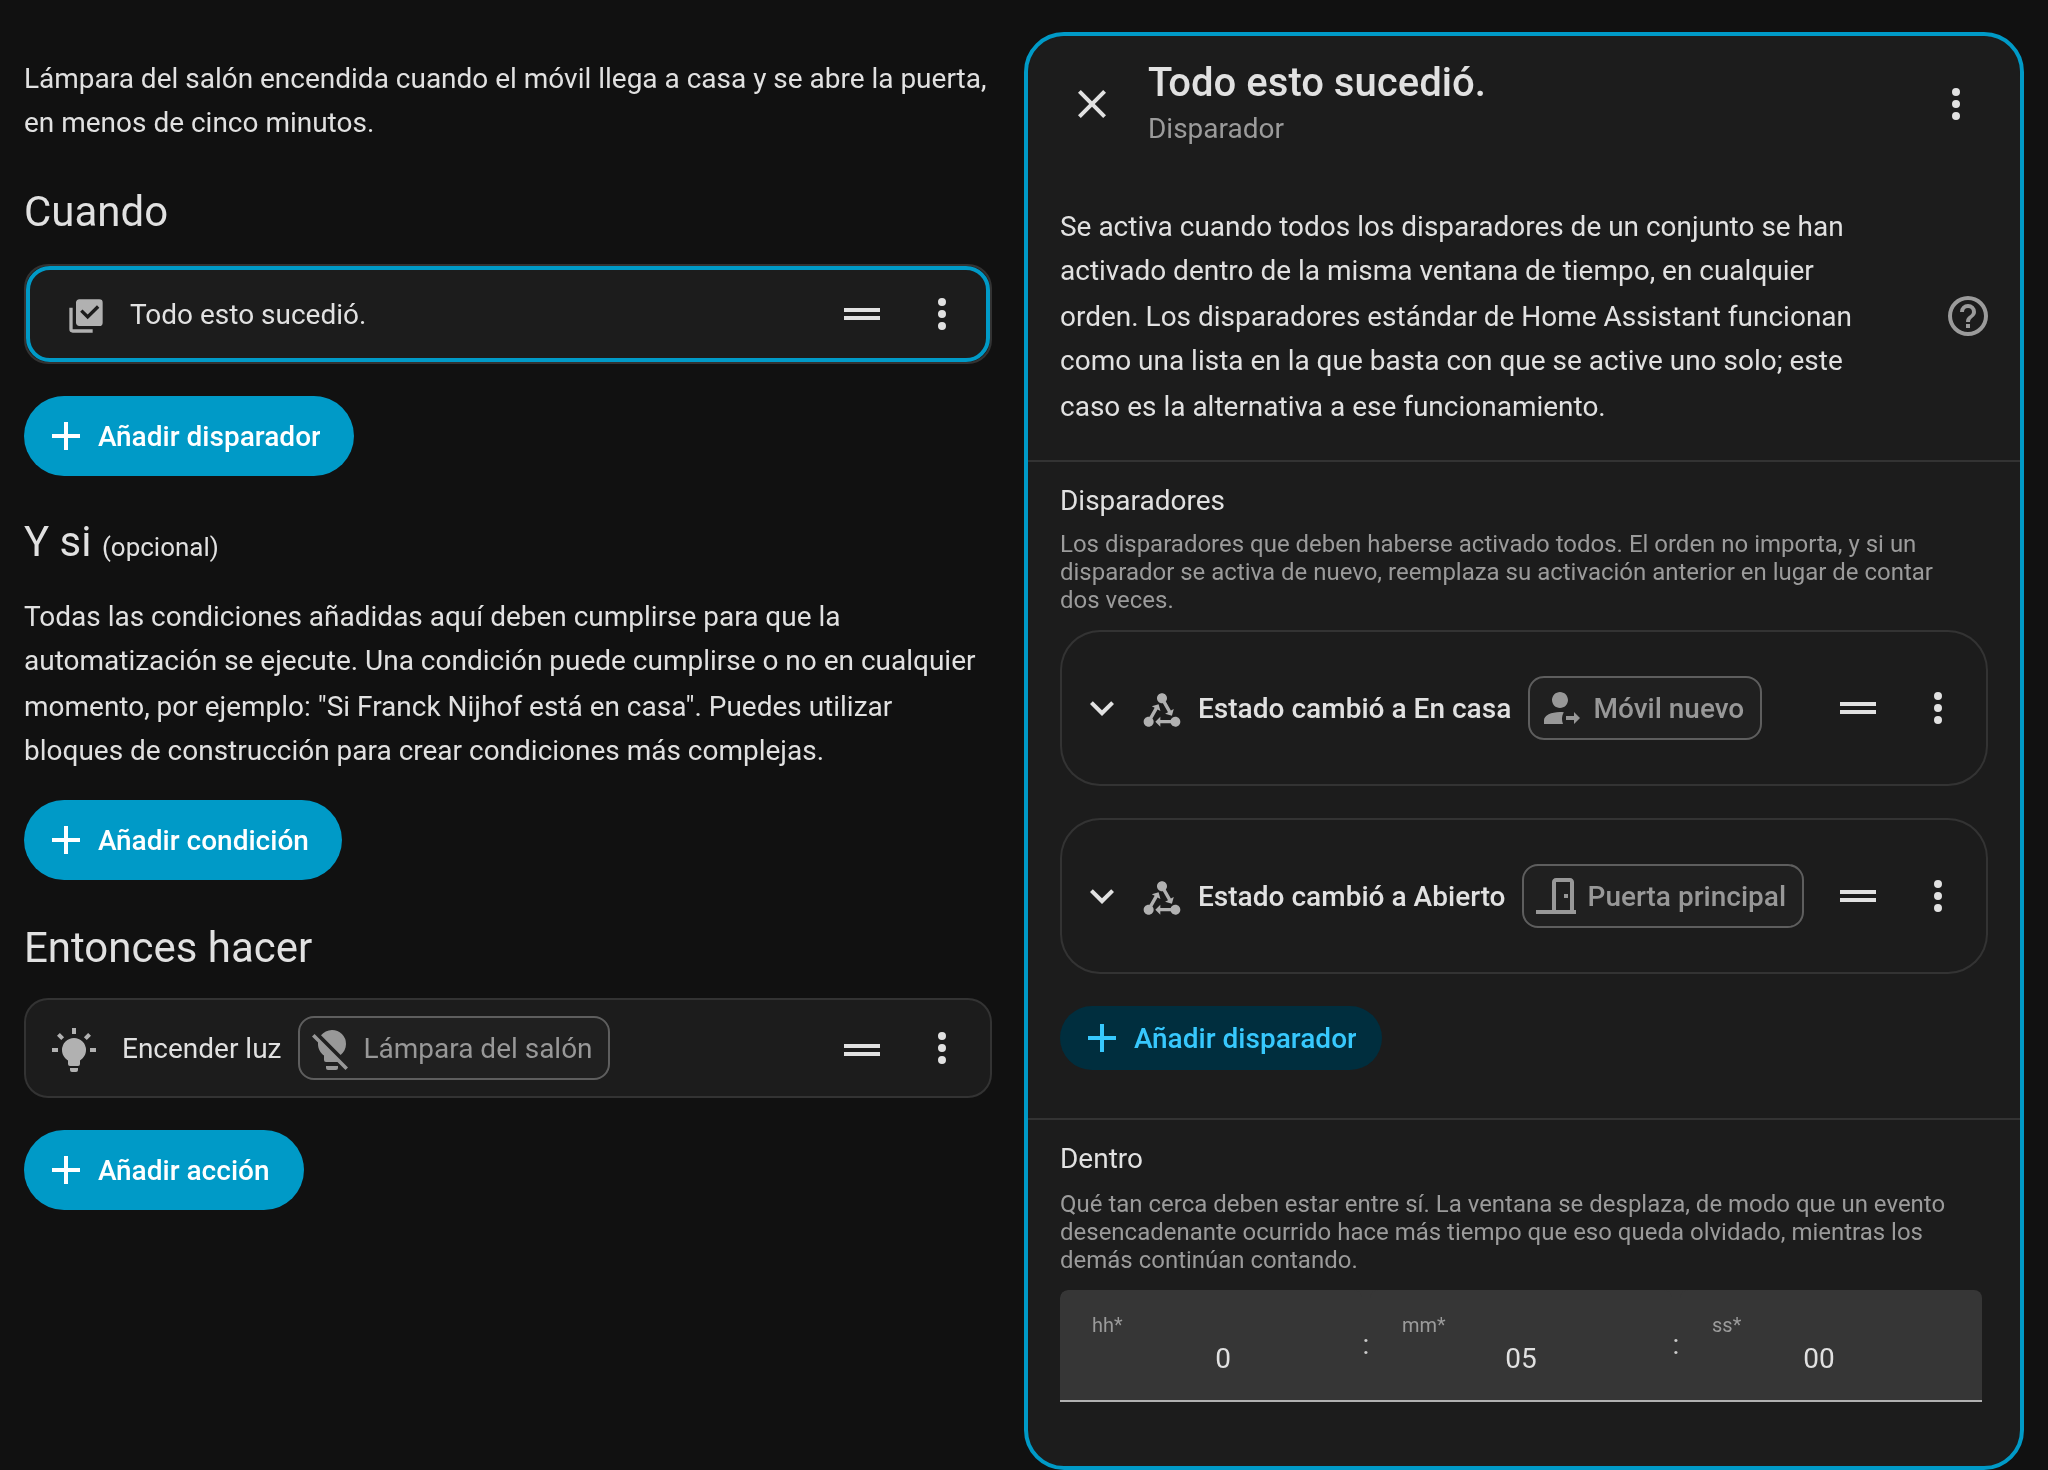 Lámpara del salón encendida cuando el móvil llega a casa y se abre la puerta,
en menos de cinco minutos.
Cuando
Todo esto sucedió.
Añadir disparador
Y si (opcional)
Todas las condiciones añadidas aquí deben cumplirse para que la
automatización se ejecute. Una condición puede cumplirse o no en cualquier
momento, por ejemplo: "Si Franck Nijhof está en casa". Puedes utilizar
bloques de construcción para crear condiciones más complejas.
Añadir condición
Entonces hacer
Encender luz Lámpara del salón
Añadir acción
Todo esto sucedió.
Disparador
Se activa cuando todos los disparadores de un conjunto se han
activado dentro de la misma ventana de tiempo, en cualquier
orden. Los disparadores estándar de Home Assistant funcionan
como una lista en la que basta con que se active uno solo; este
caso es la alternativa a ese funcionamiento.
Disparadores
Los disparadores que deben haberse activado todos. El orden no importa, y si un
disparador se activa de nuevo, reemplaza su activación anterior en lugar de contar
dos veces.
Estado cambió a En casa Móvil nuevo
Estado cambió a Abierto Puerta principal
Añadir disparador
Dentro
Qué tan cerca deben estar entre sí. La ventana se desplaza, de modo que un evento
desencadenante ocurrido hace más tiempo que eso queda olvidado, mientras los
demás continúan contando.
hh* mm* ss*
0 : 05 : 00